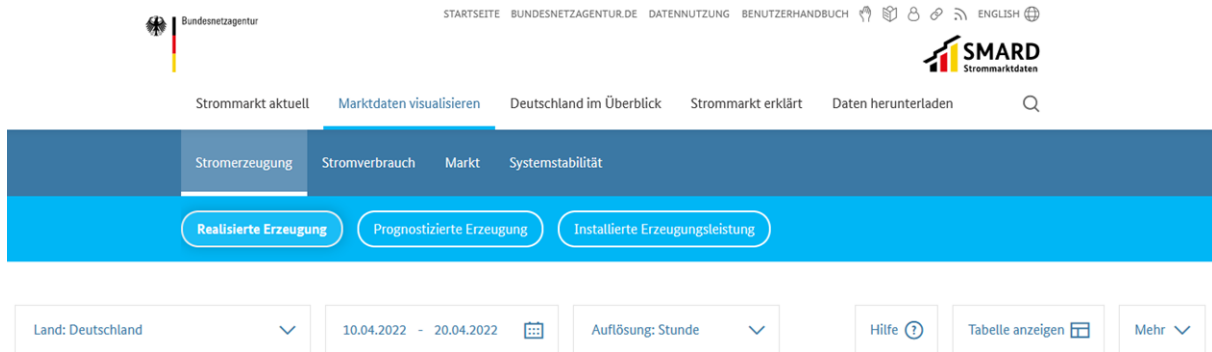 Bundesnetzagentur
STARTSEITE BUNDESNETZAGENTUR.DE DATENNUTZUNG BENUTZERHANDBUCH ENGLISH
SMARD
Strommarktdaten
Strommarkt aktuell Marktdaten visualisieren Deutschland im Überblick Strommarkt erklärt Daten herunterladen
Stromerzeugung Stromverbrauch Markt Systemstabilität
Realisierte Erzeugung Prognostizierte Erzeugung Installierte Erzeugungsleistung
Land: Deutschland 10.04.2022 - 20.04.2022 Auflösung: Stunde Hilfe ? Tabelle anzeigen Mehr